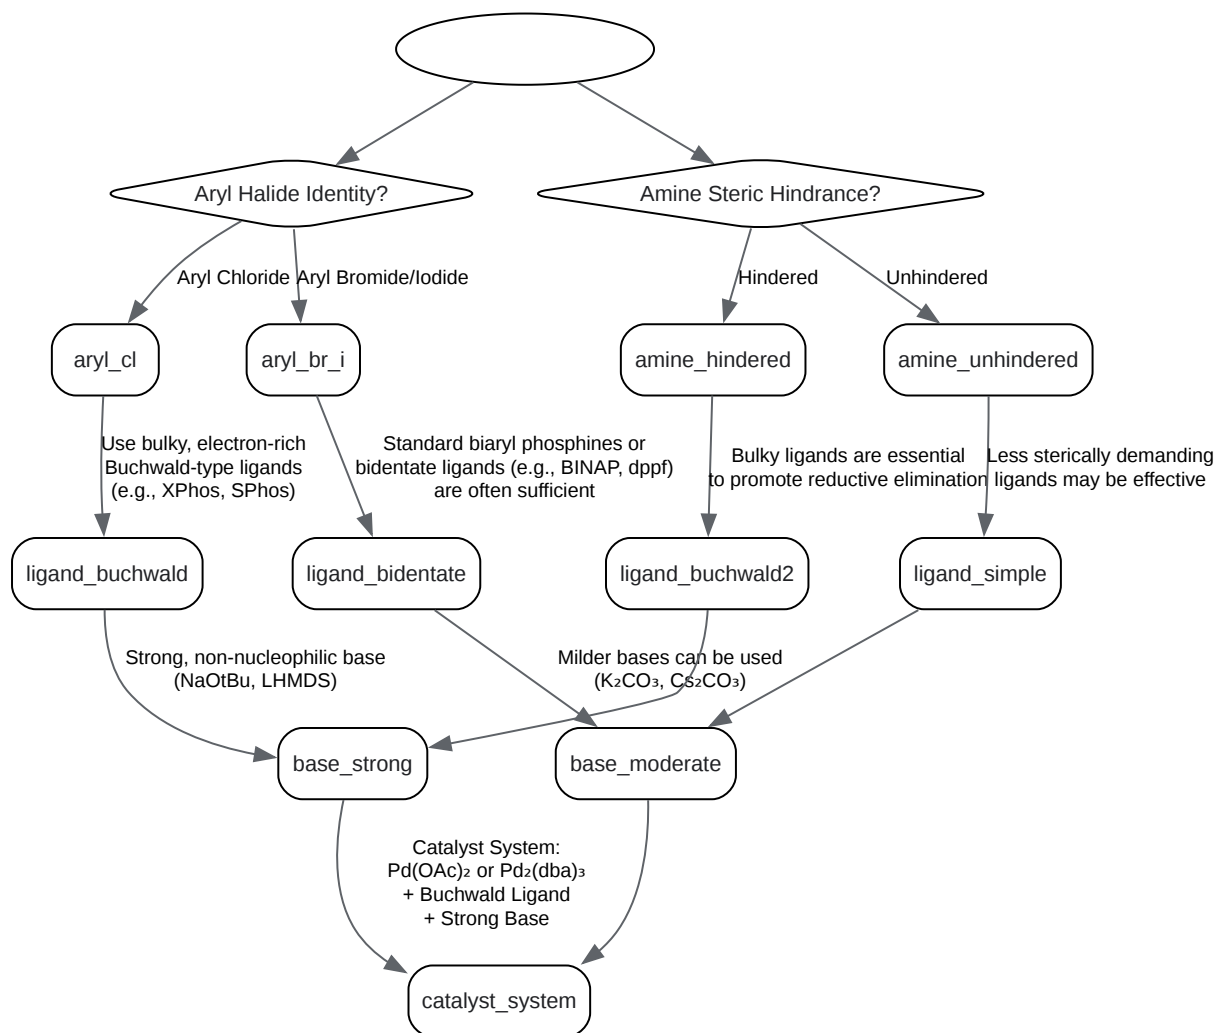 Aryl Halide Identity?
Amine Steric Hindrance?
Aryl Chloride
Aryl Bromide/Iodide
Hindered
Unhindered
aryl_cl
aryl_br_i
amine_hindered
amine_unhindered
Use bulky, electron-rich
Buchwald-type ligands
(e.g., XPhos, SPhos)
Standard biaryl phosphines or
bidentate ligands (e.g., BINAP, dppf)
are often sufficient
Bulky ligands are essential
to promote reductive elimination
Less sterically demanding
ligands may be effective
ligand_buchwald
ligand_bidentate
ligand_buchwald2
ligand_simple
Strong, non-nucleophilic base
(NaOtBu, LHMDS)
Milder bases can be used
(K₂CO₃, Cs₂CO₃)
base_strong
base_moderate
Catalyst System:
Pd(OAc)₂ or Pd₂(dba)₃
+ Buchwald Ligand
+ Strong Base
catalyst_system